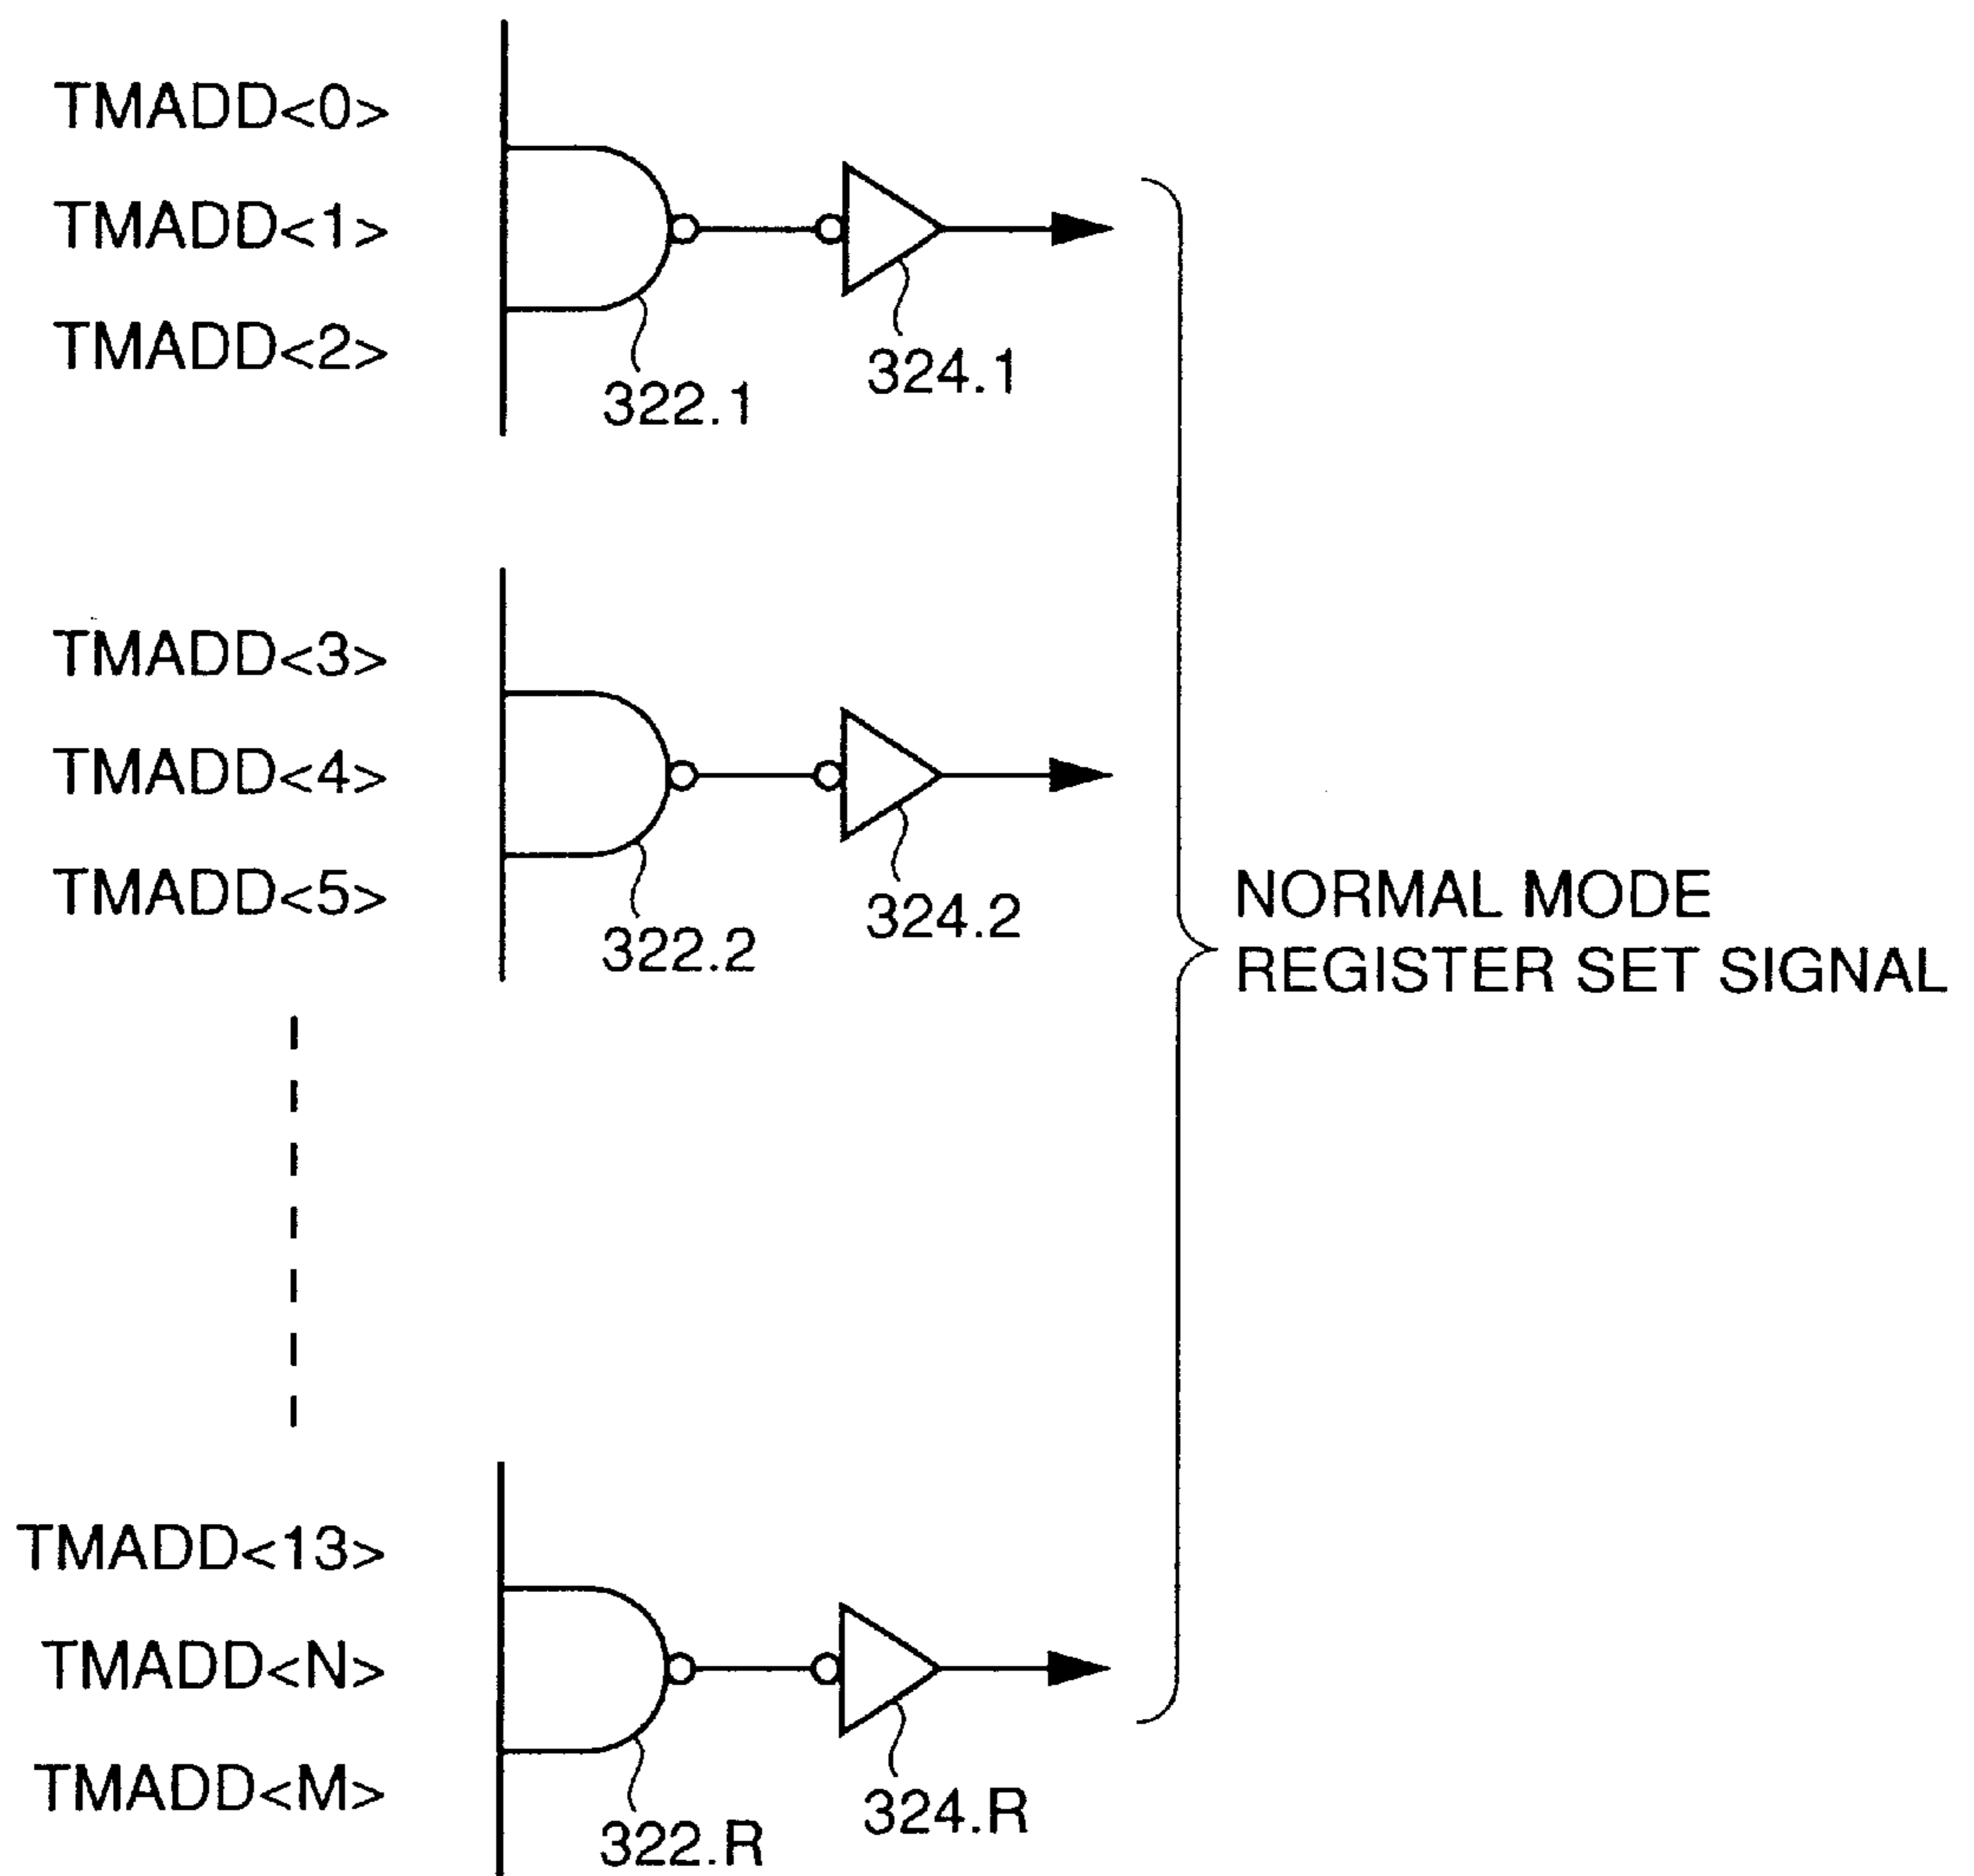 TMADD<0>
TMADD<1>
TMADD<2>
322.1
324.1
TMADD<3>
TMADD<4>
TMADD<5>
322.2
324.2
NORMAL MODE
REGISTER SET SIGNAL
TMADD<13>
TMADD<N>
TMADD<M>
322.R
324.R